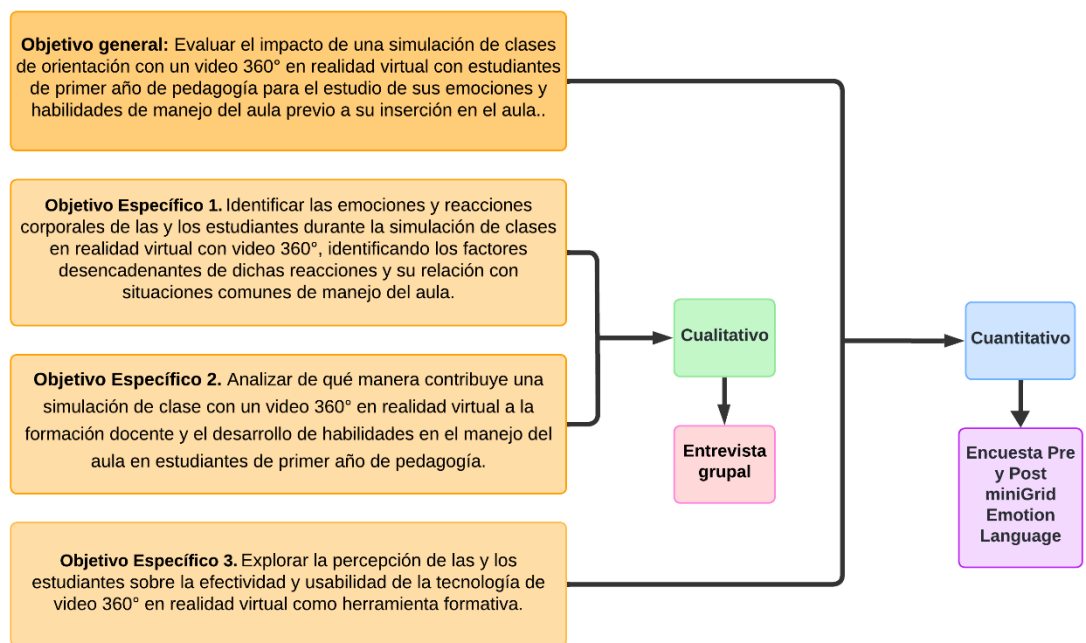 Objetivo general: Evaluar el impacto de una simulación de clases
de orientación con un video 360° en realidad virtual con estudiantes
de primer año de pedagogía para el estudio de sus emociones y
habilidades de manejo del aula previo a su inserción en el aula..
Objetivo Específico 1. Identificar las emociones y reacciones
corporales de las y los estudiantes durante la simulación de clases
en realidad virtual con video 360°, identificando los factores
desencadenantes de dichas reacciones y su relación con
situaciones comunes de manejo del aula.
Objetivo Específico 2. Analizar de qué manera contribuye una
simulación de clase con un video 360° en realidad virtual a la
formación docente y el desarrollo de habilidades en el manejo del
aula en estudiantes de primer año de pedagogía.
Objetivo Específico 3. Explorar la percepción de las y los
estudiantes sobre la efectividad y usabilidad de la tecnología de
video 360° en realidad virtual como herramienta formativa.
Cualitativo
Entrevista
grupal
Cuantitativo
Encuesta Pre
y Post
miniGrid
Emotion
Language